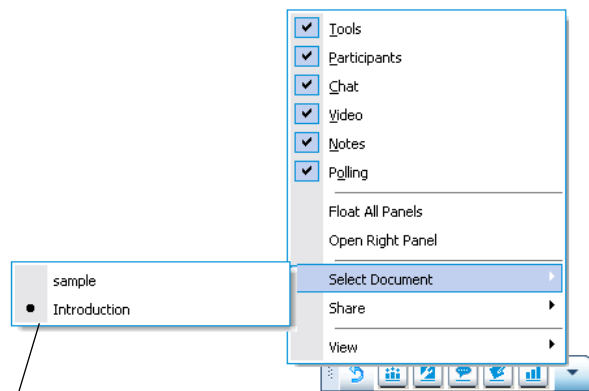 Tools
Participants
Chat
Video
Notes
Polling
Float All Panels
Open Right Panel
Select Document
Share
View
sample
Introduction